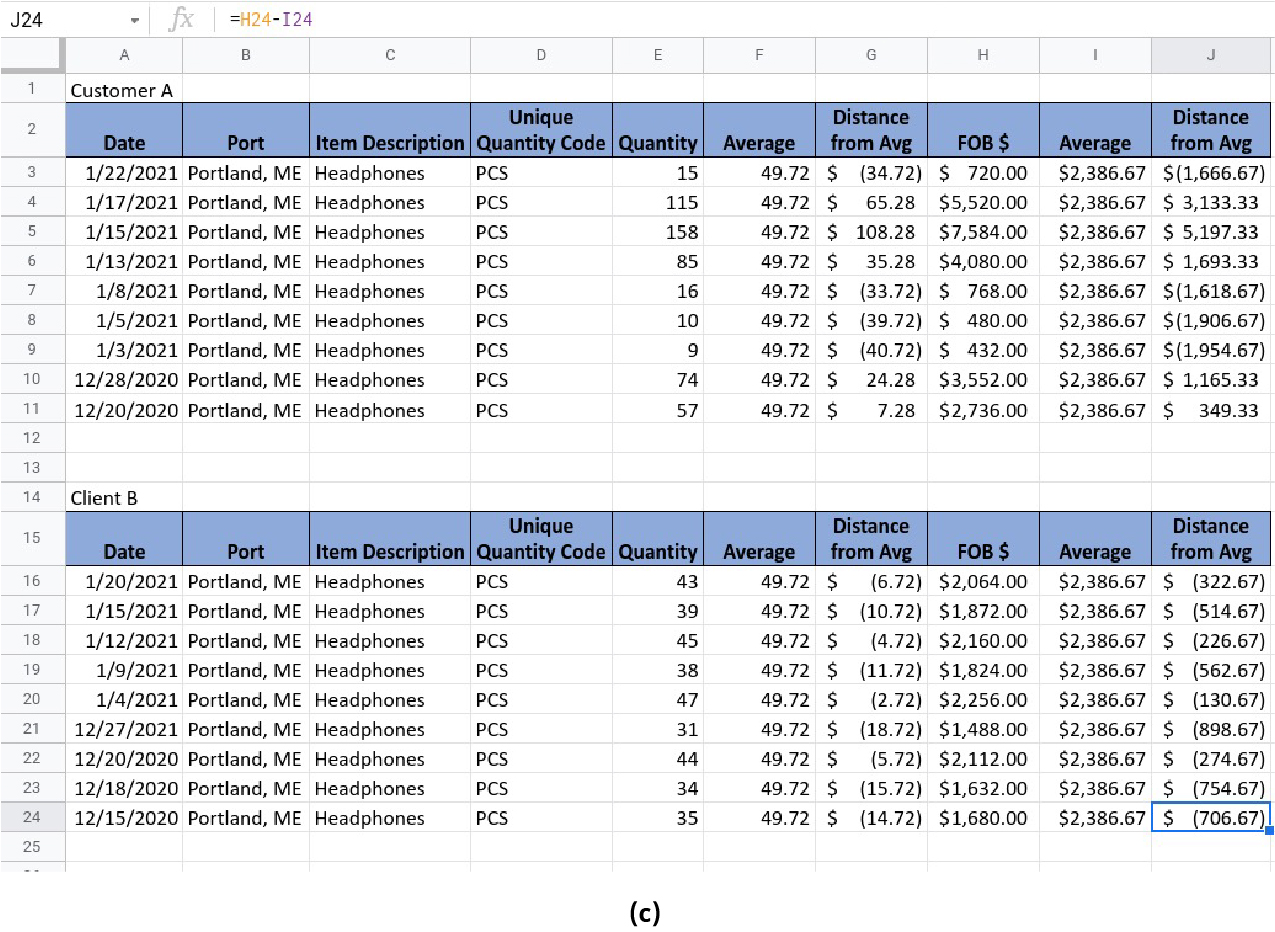 J24 fx =H24-I24
A B C D E F G H I J
1 Customer A
2 Date Port Item Description Unique Quantity Code Quantity Average Distance from Avg FOB $ Average Distance from Avg
3 1/22/2021 Portland, ME Headphones PCS 15 49.72 $ (34.72) $ 720.00 $2,386.67 $(1,666.67)
4 1/17/2021 Portland, ME Headphones PCS 115 49.72 $ 65.28 $5,520.00 $2,386.67 $ 3,133.33
5 1/15/2021 Portland, ME Headphones PCS 158 49.72 $ 108.28 $7,584.00 $2,386.67 $ 5,197.33
6 1/13/2021 Portland, ME Headphones PCS 85 49.72 $ 35.28 $4,080.00 $2,386.67 $ 1,693.33
7 1/8/2021 Portland, ME Headphones PCS 16 49.72 $ (33.72) $ 768.00 $2,386.67 $(1,618.67)
8 1/5/2021 Portland, ME Headphones PCS 10 49.72 $ (39.72) $ 480.00 $2,386.67 $(1,906.67)
9 1/3/2021 Portland, ME Headphones PCS 9 49.72 $ (40.72) $ 432.00 $2,386.67 $(1,954.67)
10 12/28/2020 Portland, ME Headphones PCS 74 49.72 $ 24.28 $3,552.00 $2,386.67 $ 1,165.33
11 12/20/2020 Portland, ME Headphones PCS 57 49.72 $ 7.28 $2,736.00 $2,386.67 $ 349.33
12
13
14 Client B
15 Date Port Item Description Unique Quantity Code Quantity Average Distance from Avg FOB $ Average Distance from Avg
16 1/20/2021 Portland, ME Headphones PCS 43 49.72 $ (6.72) $2,064.00 $2,386.67 $ (322.67)
17 1/15/2021 Portland, ME Headphones PCS 39 49.72 $ (10.72) $1,872.00 $2,386.67 $ (514.67)
18 1/12/2021 Portland, ME Headphones PCS 45 49.72 $ (4.72) $2,160.00 $2,386.67 $ (226.67)
19 1/9/2021 Portland, ME Headphones PCS 38 49.72 $ (11.72) $1,824.00 $2,386.67 $ (562.67)
20 1/4/2021 Portland, ME Headphones PCS 47 49.72 $ (2.72) $2,256.00 $2,386.67 $ (130.67)
21 12/27/2021 Portland, ME Headphones PCS 31 49.72 $ (18.72) $1,488.00 $2,386.67 $ (898.67)
22 12/20/2020 Portland, ME Headphones PCS 44 49.72 $ (5.72) $2,112.00 $2,386.67 $ (274.67)
23 12/18/2020 Portland, ME Headphones PCS 34 49.72 $ (15.72) $1,632.00 $2,386.67 $ (754.67)
24 12/15/2020 Portland, ME Headphones PCS 35 49.72 $ (14.72) $1,680.00 $2,386.67 $ (706.67)
25
(c)